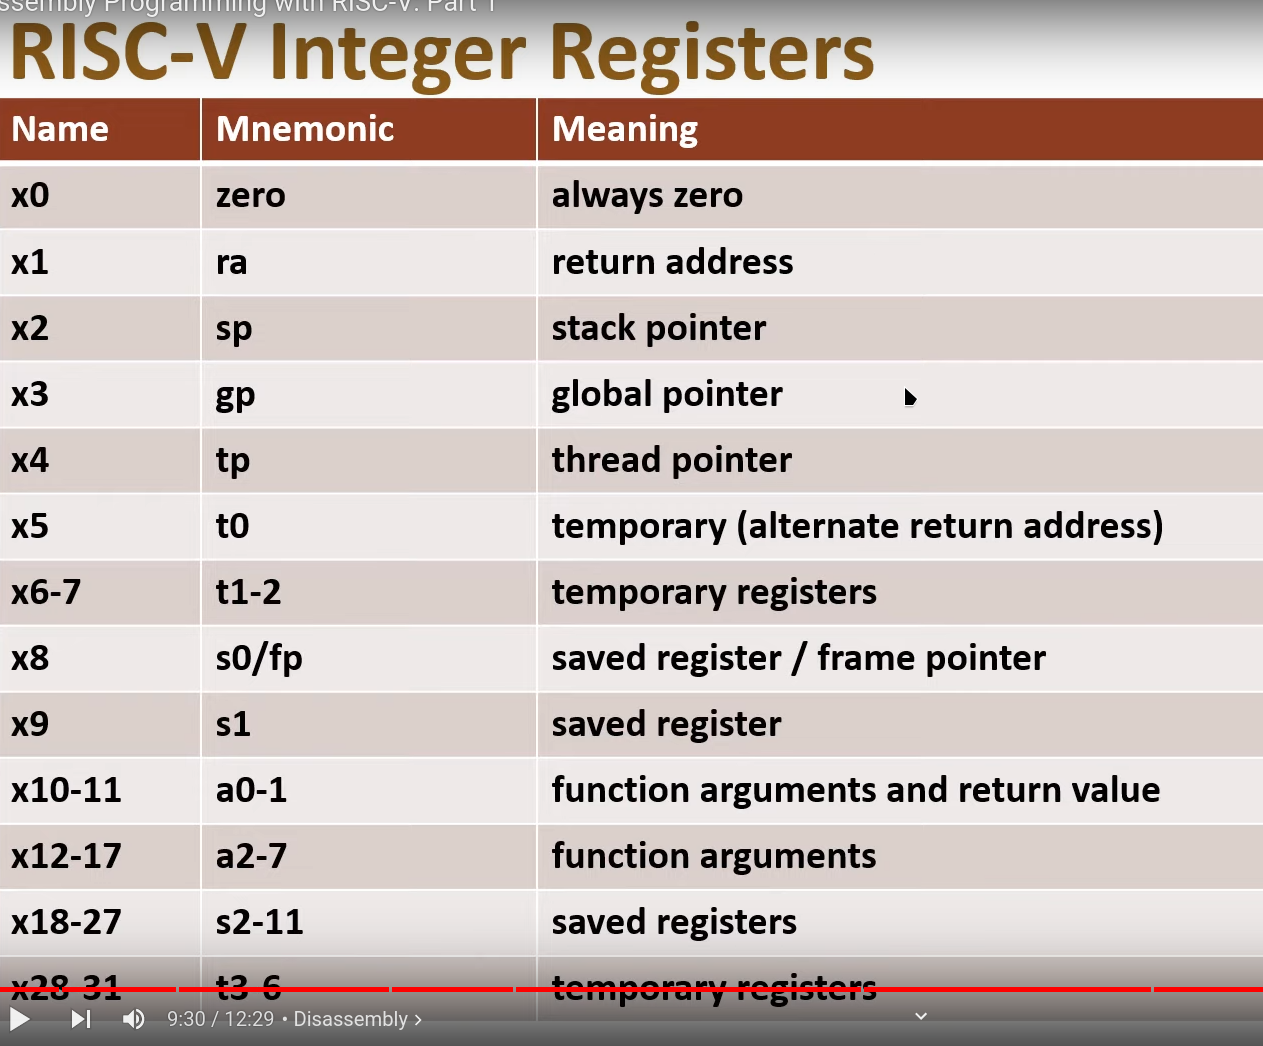 ssembly Programming with RISC-V: Part 1
RISC-V Integer Registers
Name Mnemonic Meaning
x0 zero always zero
x1 ra return address
x2 sp stack pointer
x3 gp global pointer
x4 tp thread pointer
x5 t0 temporary (alternate return address)
x6-7 t1-2 temporary registers
x8 s0/fp saved register / frame pointer
x9 s1 saved register
x10-11 a0-1 function arguments and return value
x12-17 a2-7 function arguments
x18-27 s2-11 saved registers
x28-31 t3-6 temporary registers
9:30 / 12:29 • Disassembly >